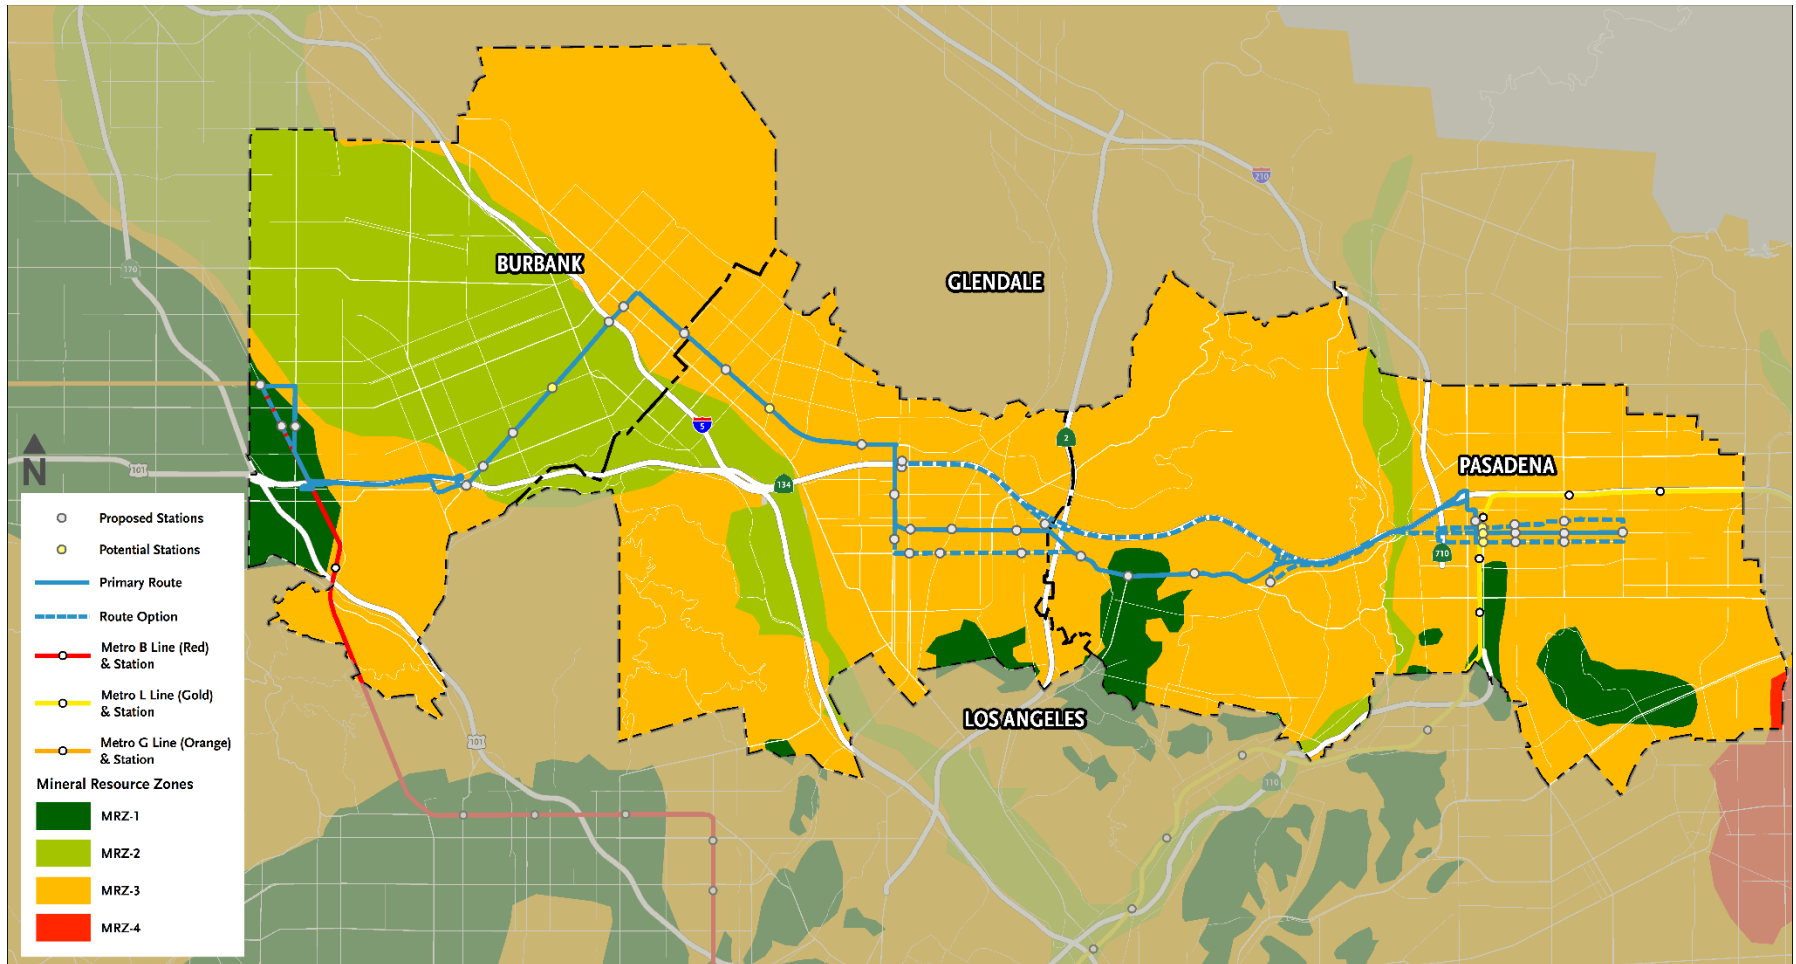 210
170
BURBANK
GLENDALE
5
2
101
N
134
PASADENA
710
Proposed Stations
Potential Stations
Primary Route
Route Option
Metro B Line (Red)
& Station
Metro L Line (Gold)
& Station
Metro G Line (Orange)
& Station
LOS ANGELES
101
110
Mineral Resource Zones
MRZ-1
MRZ-2
MRZ-3
MRZ-4